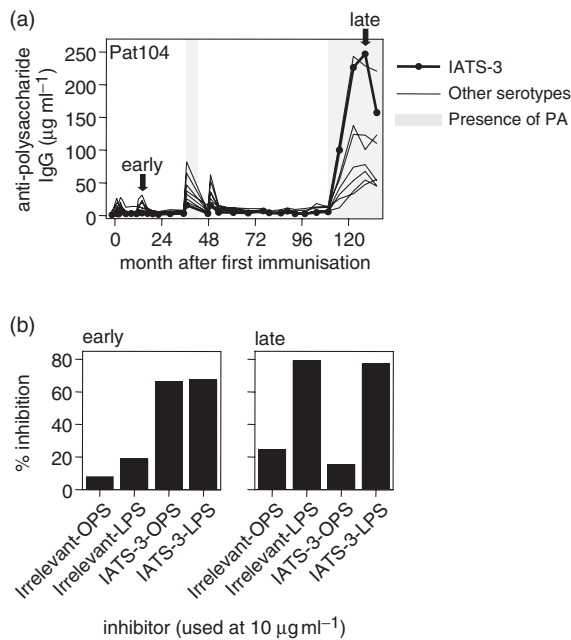 (a)
late
Pat104
250
200
150
100
50
0
early
anti-polysaccharide
IgG (µg ml⁻¹)
0 24 48 72 96 120
month after first immunisation
IATS-3
Other serotypes
Presence of PA
(b)
early
late
80
60
40
20
0
% inhibition
Irrelevant-OPS
Irrelevant-LPS
IATS-3-OPS
IATS-3-LPS
Irrelevant-OPS
Irrelevant-LPS
IATS-3-OPS
IATS-3-LPS
inhibitor (used at 10 µg ml⁻¹)